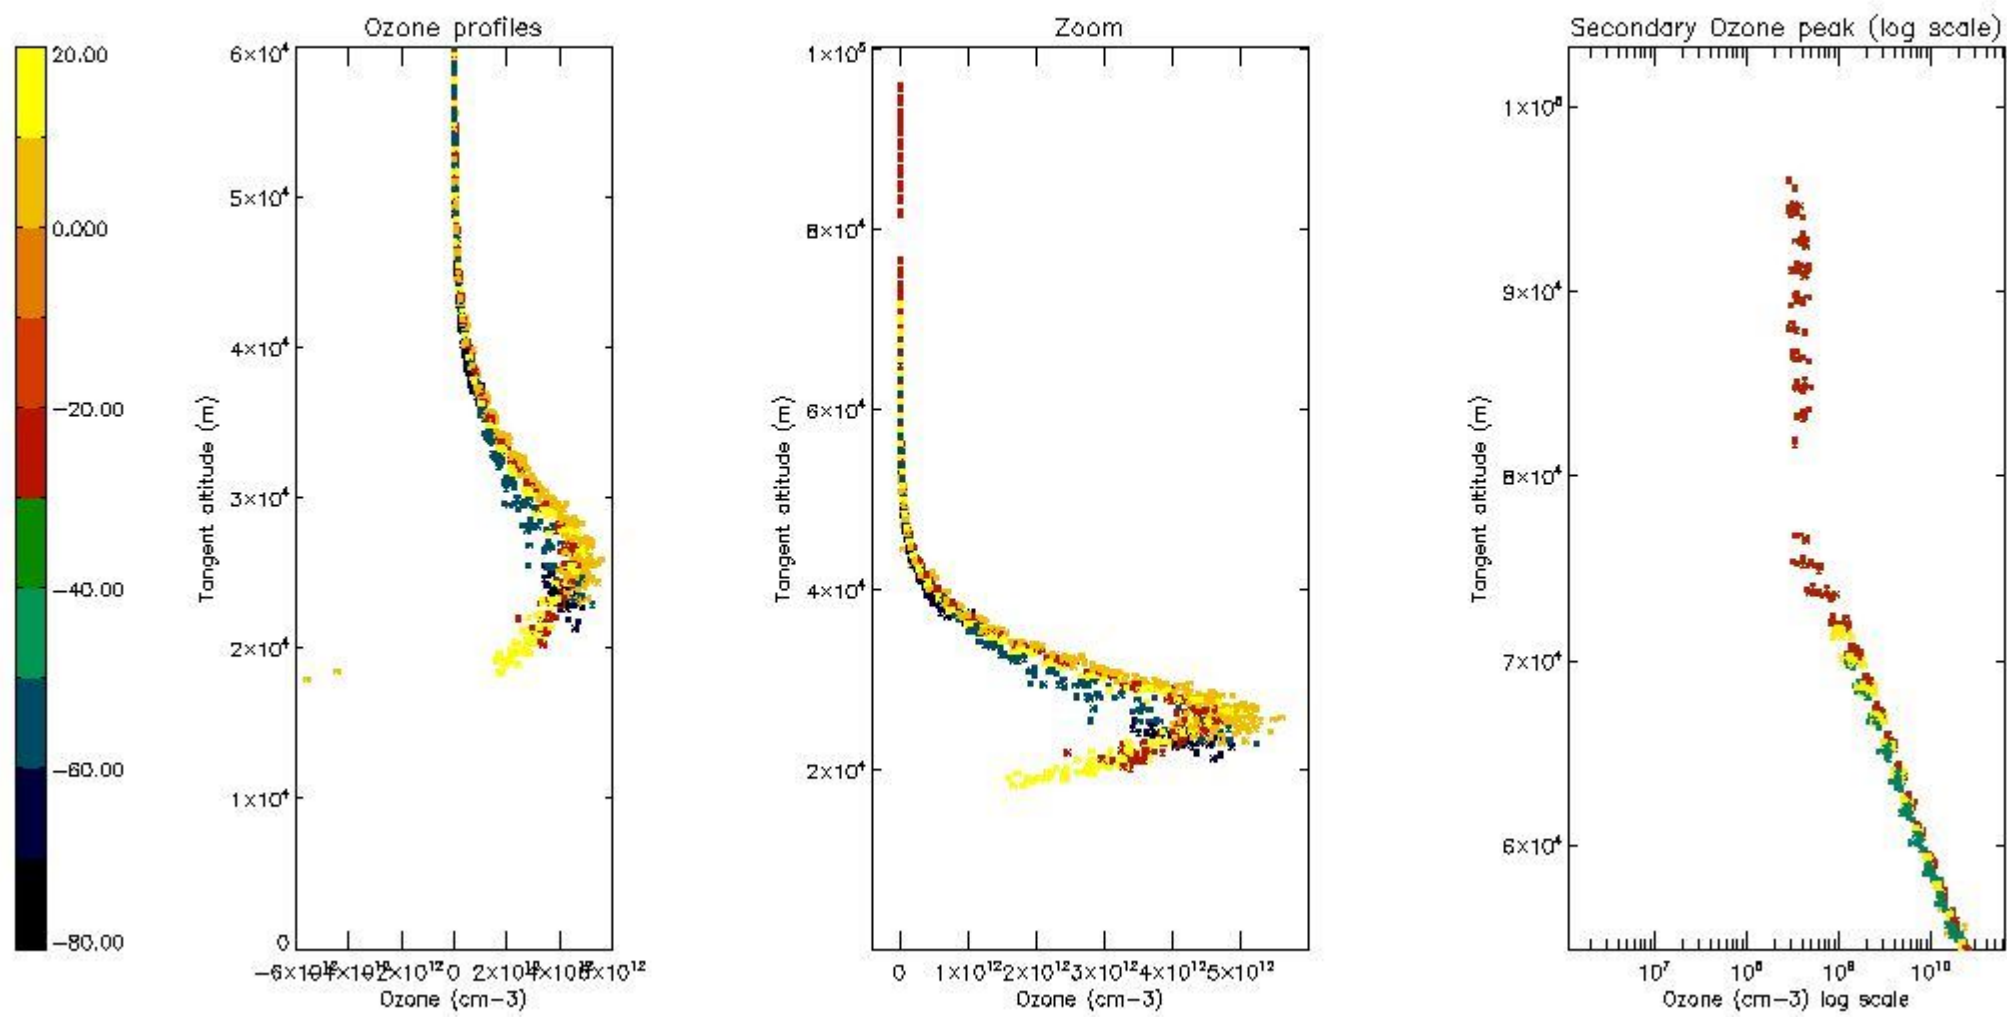 Ozone profiles
Zoom
Secondary Ozone peak (log scale)
20.00
0.000
−20.00
−40.00
−60.00
−80.00
6×10⁴
5×10⁴
4×10⁴
3×10⁴
2×10⁴
1×10⁴
0
Tangent altitude (m)
0
Ozone (cm−3)
1×10⁵
8×10⁴
6×10⁴
4×10⁴
2×10⁴
Tangent altitude (m)
0 1×10¹² 2×10¹² 3×10¹² 4×10¹² 5×10¹²
Ozone (cm−3)
9×10⁴
8×10⁴
7×10⁴
6×10⁴
Tangent altitude (m)
10⁷ 10⁸ 10⁹ 10¹⁰
Ozone (cm−3) log scale